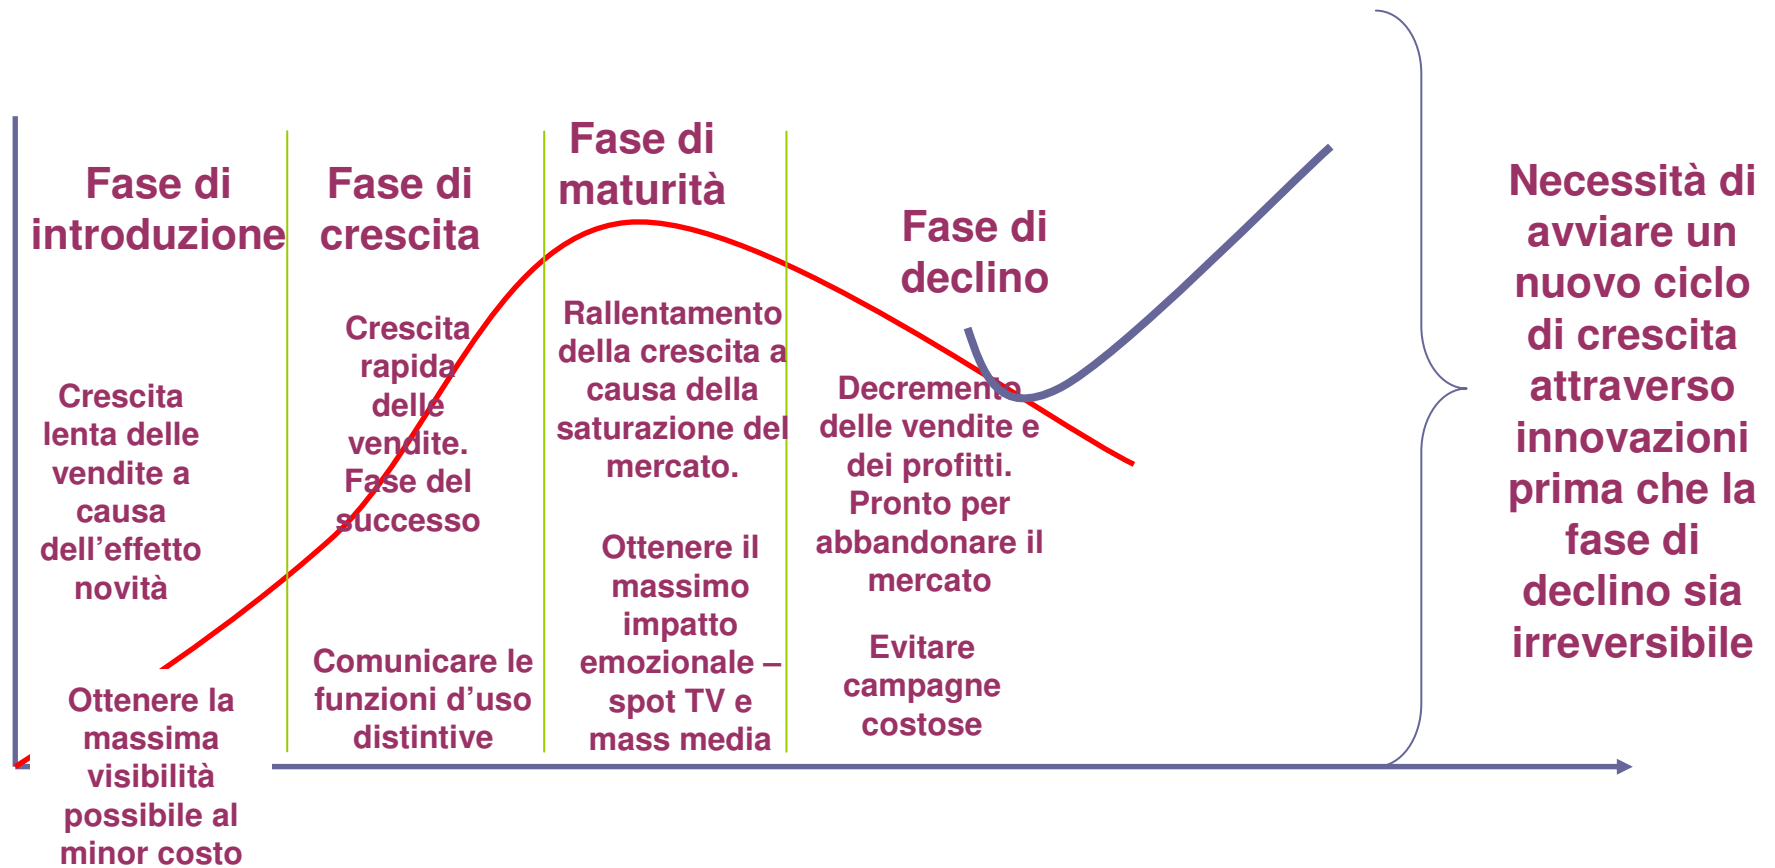 Fase di
introduzione
Crescita
lenta delle
vendite a
causa
dell’effetto
novità
Ottenere la
massima
visibilità
possibile al
minor costo
Fase di
crescita
Crescita
rapida
delle
vendite.
Fase del
successo
Comunicare le
funzioni d’uso
distintive
Fase di
maturità
Rallentamento
della crescita a
causa della
saturazione del
mercato.
Ottenere il
massimo
impatto
emozionale –
spot TV e
mass media
Fase di
declino
Decremento
delle vendite e
dei profitti.
Pronto per
abbandonare il
mercato
Evitare
campagne
costose
Necessità di
avviare un
nuovo ciclo
di crescita
attraverso
innovazioni
prima che la
fase di
declino sia
irreversibile